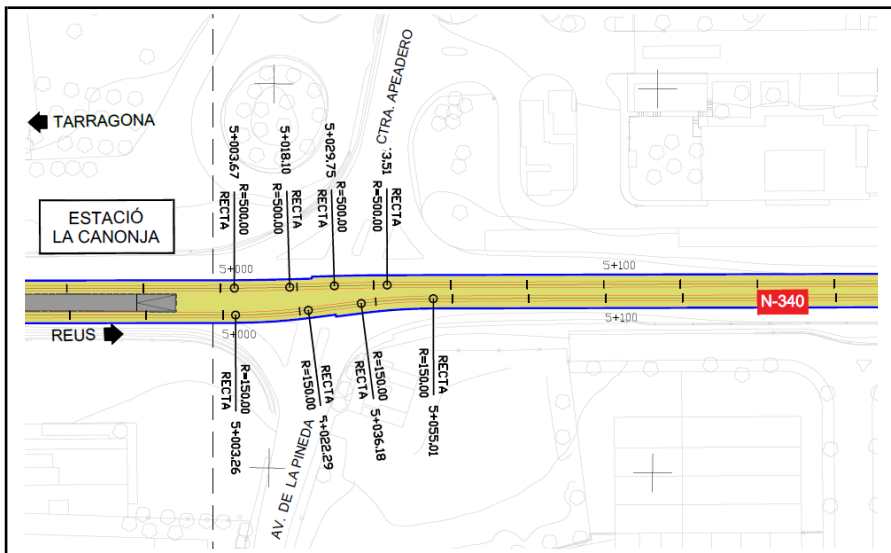 CTRA. APEADERO
TARRAGONA
5+003.67
R=500.00
RECTA
5+018.10
RECTA
R=500.00
5+029.75
R=500.00
RECTA
3.51
RECTA
R=500.00
ESTACIÓ
LA CANONJA
5+000
5+100
N-340
REUS
5+000
5+100
R=150.00
RECTA
5+003.26
RECTA
R=150.00
5+022.29
R=150.00
RECTA
5+036.18
RECTA
R=150.00
5+055.01
AV. DE LA PINEDA